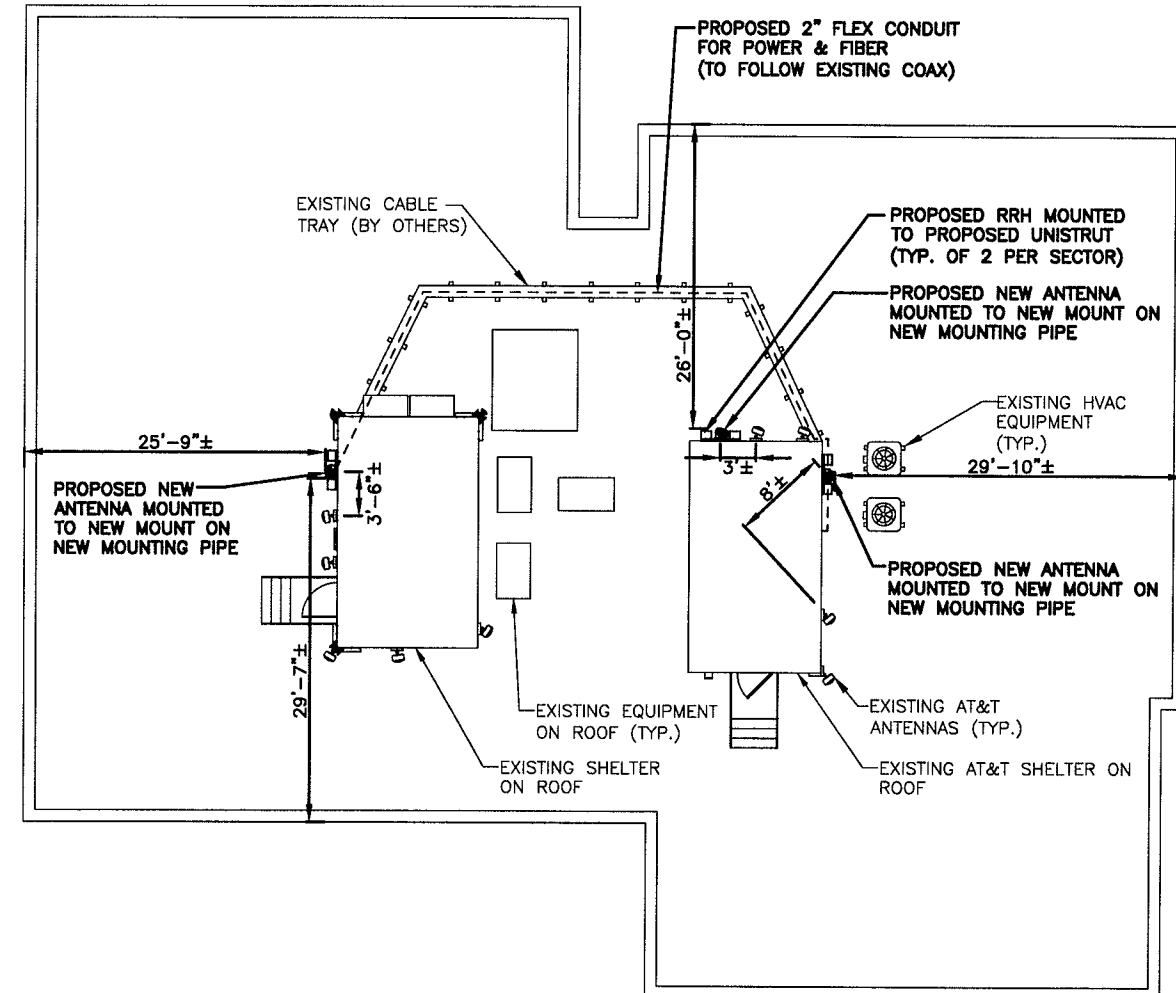 PROPOSED 2" FLEX CONDUIT
FOR POWER & FIBER
(TO FOLLOW EXISTING COAX)
EXISTING CABLE
TRAY (BY OTHERS)
PROPOSED RRH MOUNTED
TO PROPOSED UNISTRUT
(TYP. OF 2 PER SECTOR)
PROPOSED NEW ANTENNA
MOUNTED TO NEW MOUNT ON
NEW MOUNTING PIPE
26'-0"±
EXISTING HVAC
EQUIPMENT
(TYP.)
25'-9"±
3'±
8'±
29'-10"±
3'-6"±
PROPOSED NEW
ANTENNA MOUNTED
TO NEW MOUNT ON
NEW MOUNTING PIPE
PROPOSED NEW ANTENNA
MOUNTED TO NEW MOUNT ON
NEW MOUNTING PIPE
29'-7"±
EXISTING EQUIPMENT
ON ROOF (TYP.)
EXISTING AT&T
ANTENNAS (TYP.)
EXISTING SHELTER
ON ROOF
EXISTING AT&T SHELTER ON
ROOF